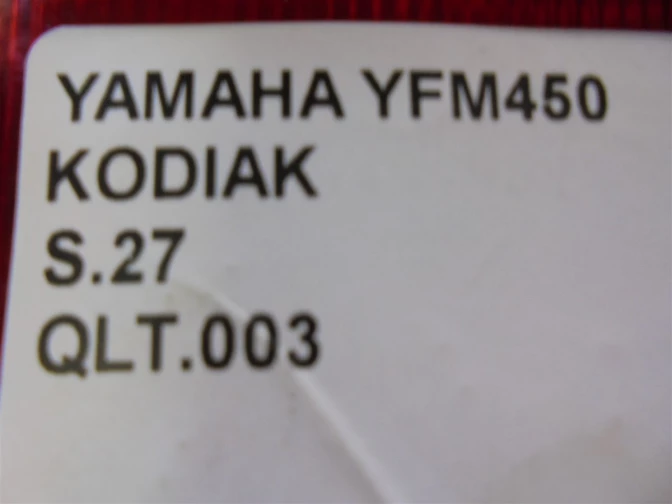 YAMAHA YFM450
KODIAK
S.27
QLT.003